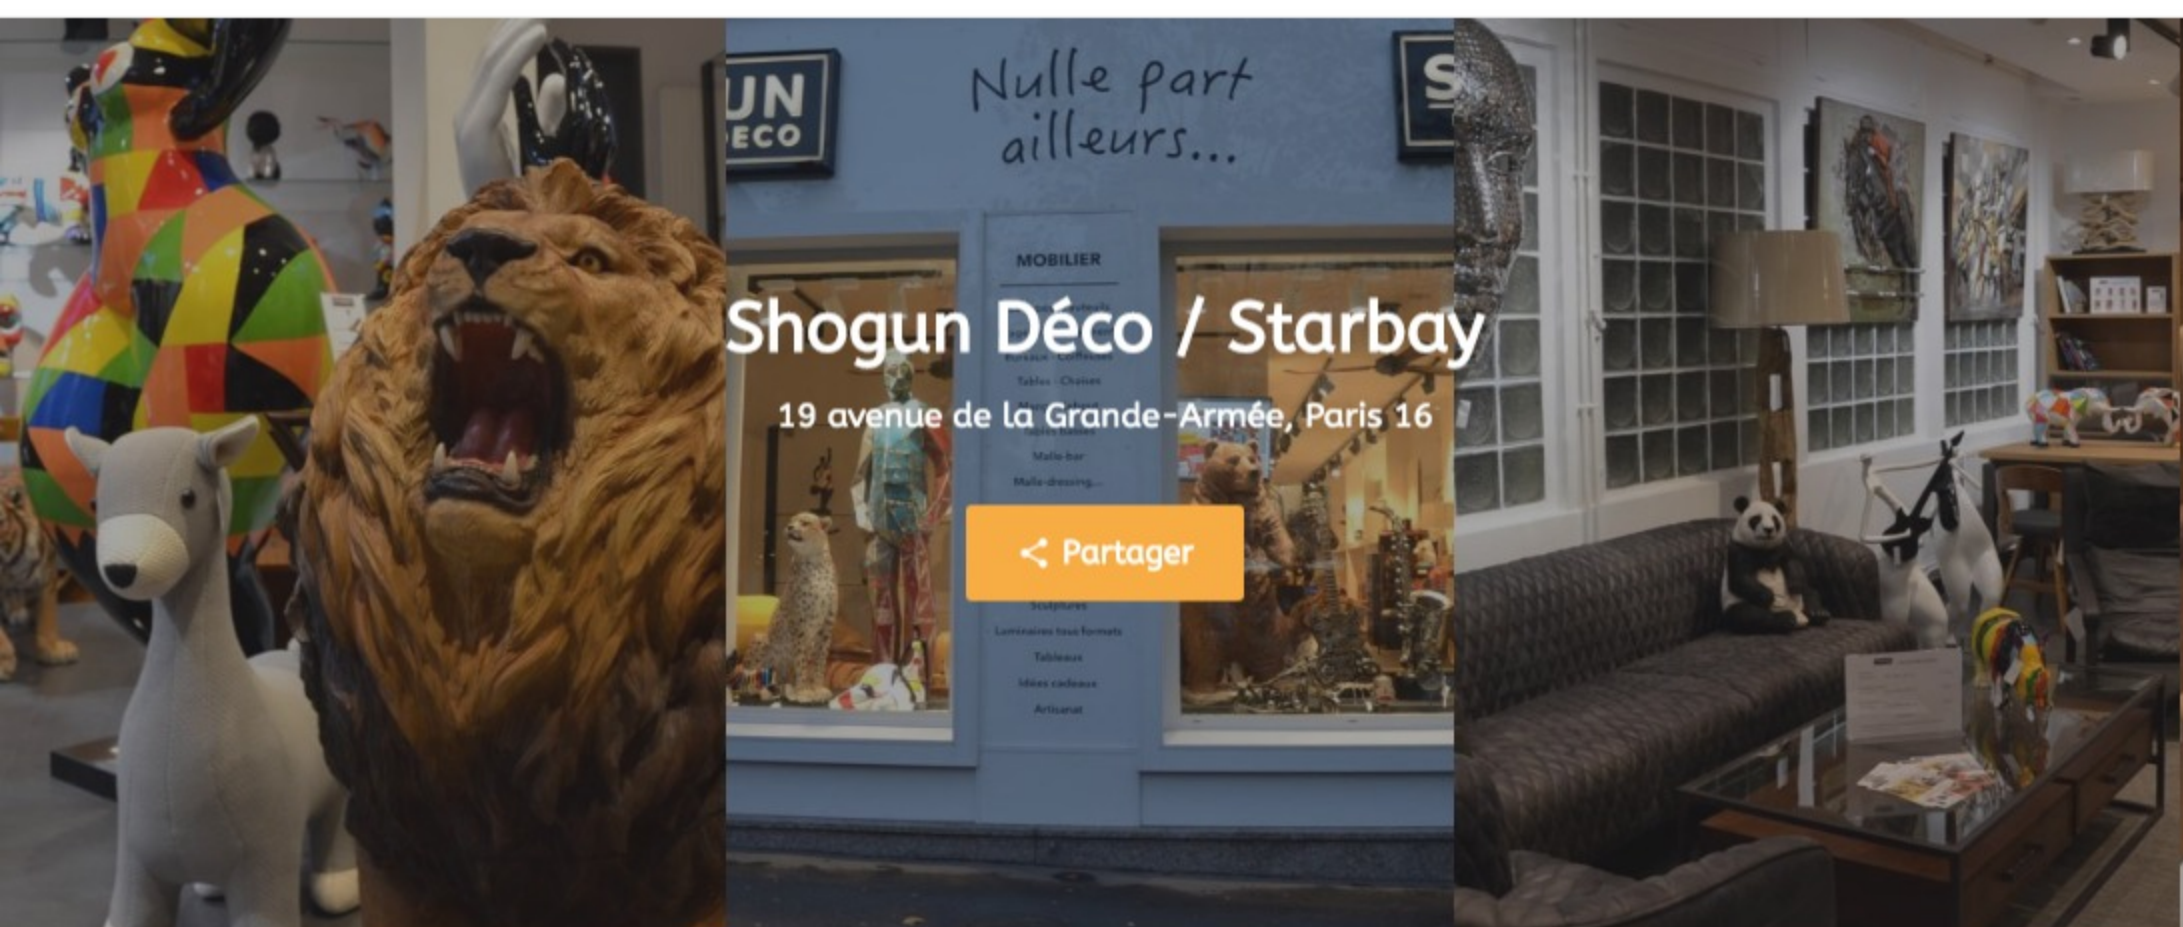 UN
DECO
Nulle part
ailleurs...
S
MOBILIER
Shogun Déco / Starbay
Tables - Chaises
19 avenue de la Grande-Armée, Paris 16
Malle-bar
Malle-dressing...
Partager
Sculptures
Luminaires tous formats
Tableaux
Idées cadeaux
Artisanat